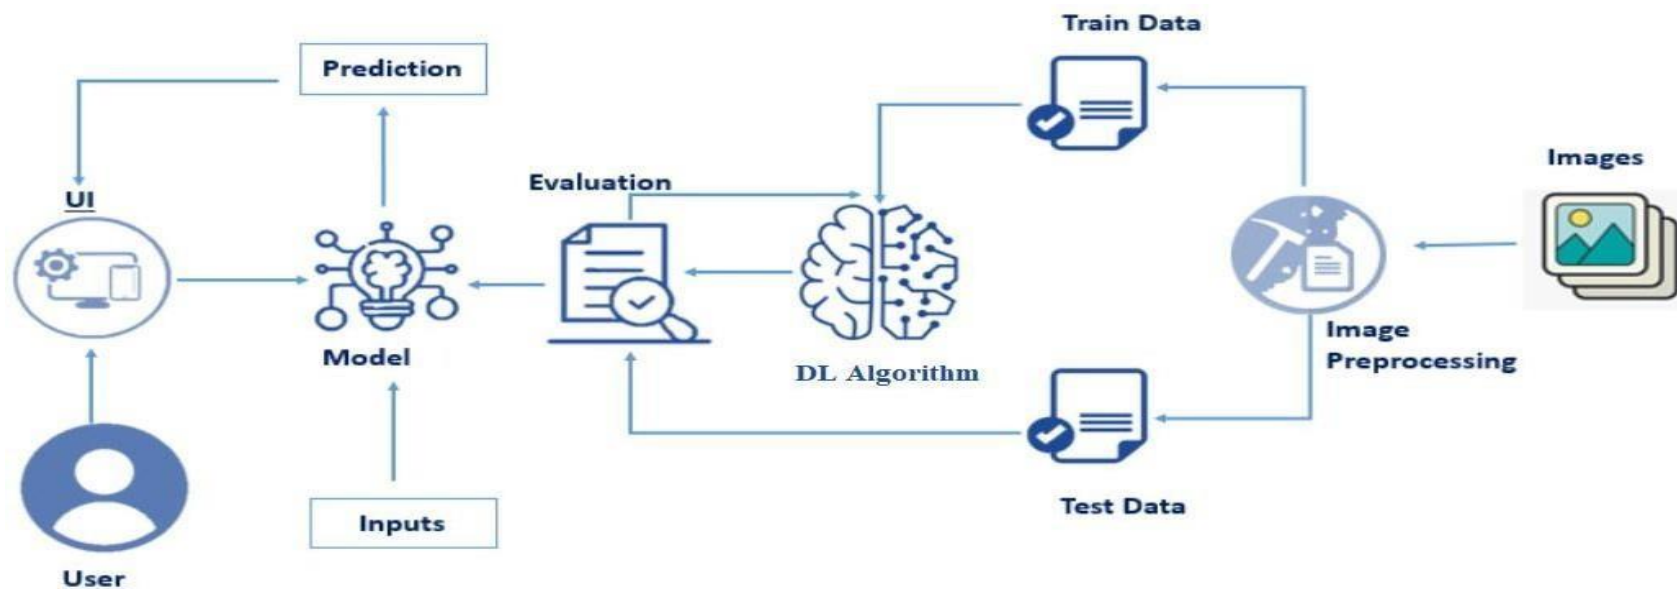 Train Data
Prediction
Images
Evaluation
UI
Image
Preprocessing
Model
DL Algorithm
Test Data
Inputs
User